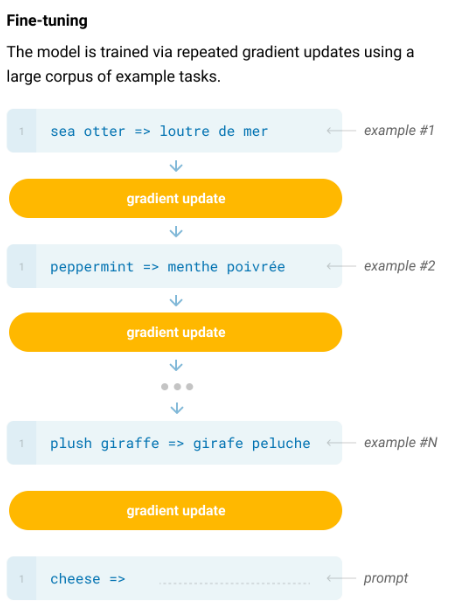 Fine-tuning
The model is trained via repeated gradient updates using a
large corpus of example tasks.
1 sea otter => loutre de mer example #1
gradient update
1 peppermint => menthe poivrée example #2
gradient update
1 plush giraffe => girafe peluche example #N
gradient update
1 cheese => prompt